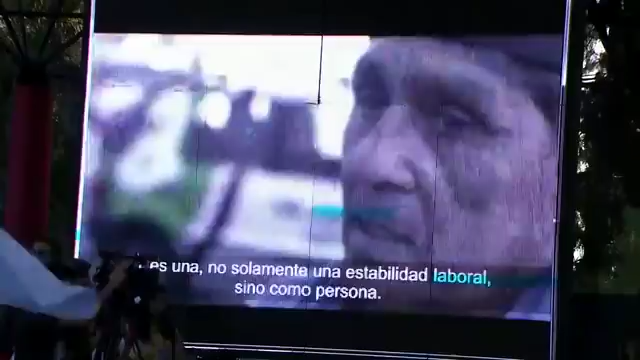 es una, no solamente una estabilidad laboral,
sino como persona.